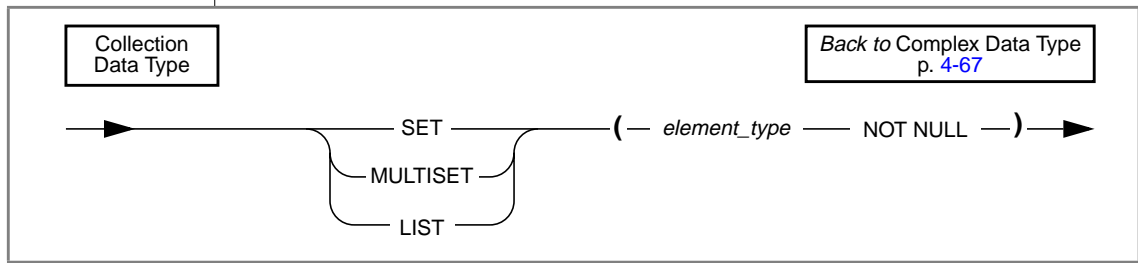 Collection
Data Type
Back to Complex Data Type
p. 4-67
SET
( element_type NOT NULL )
MULTISET
LIST